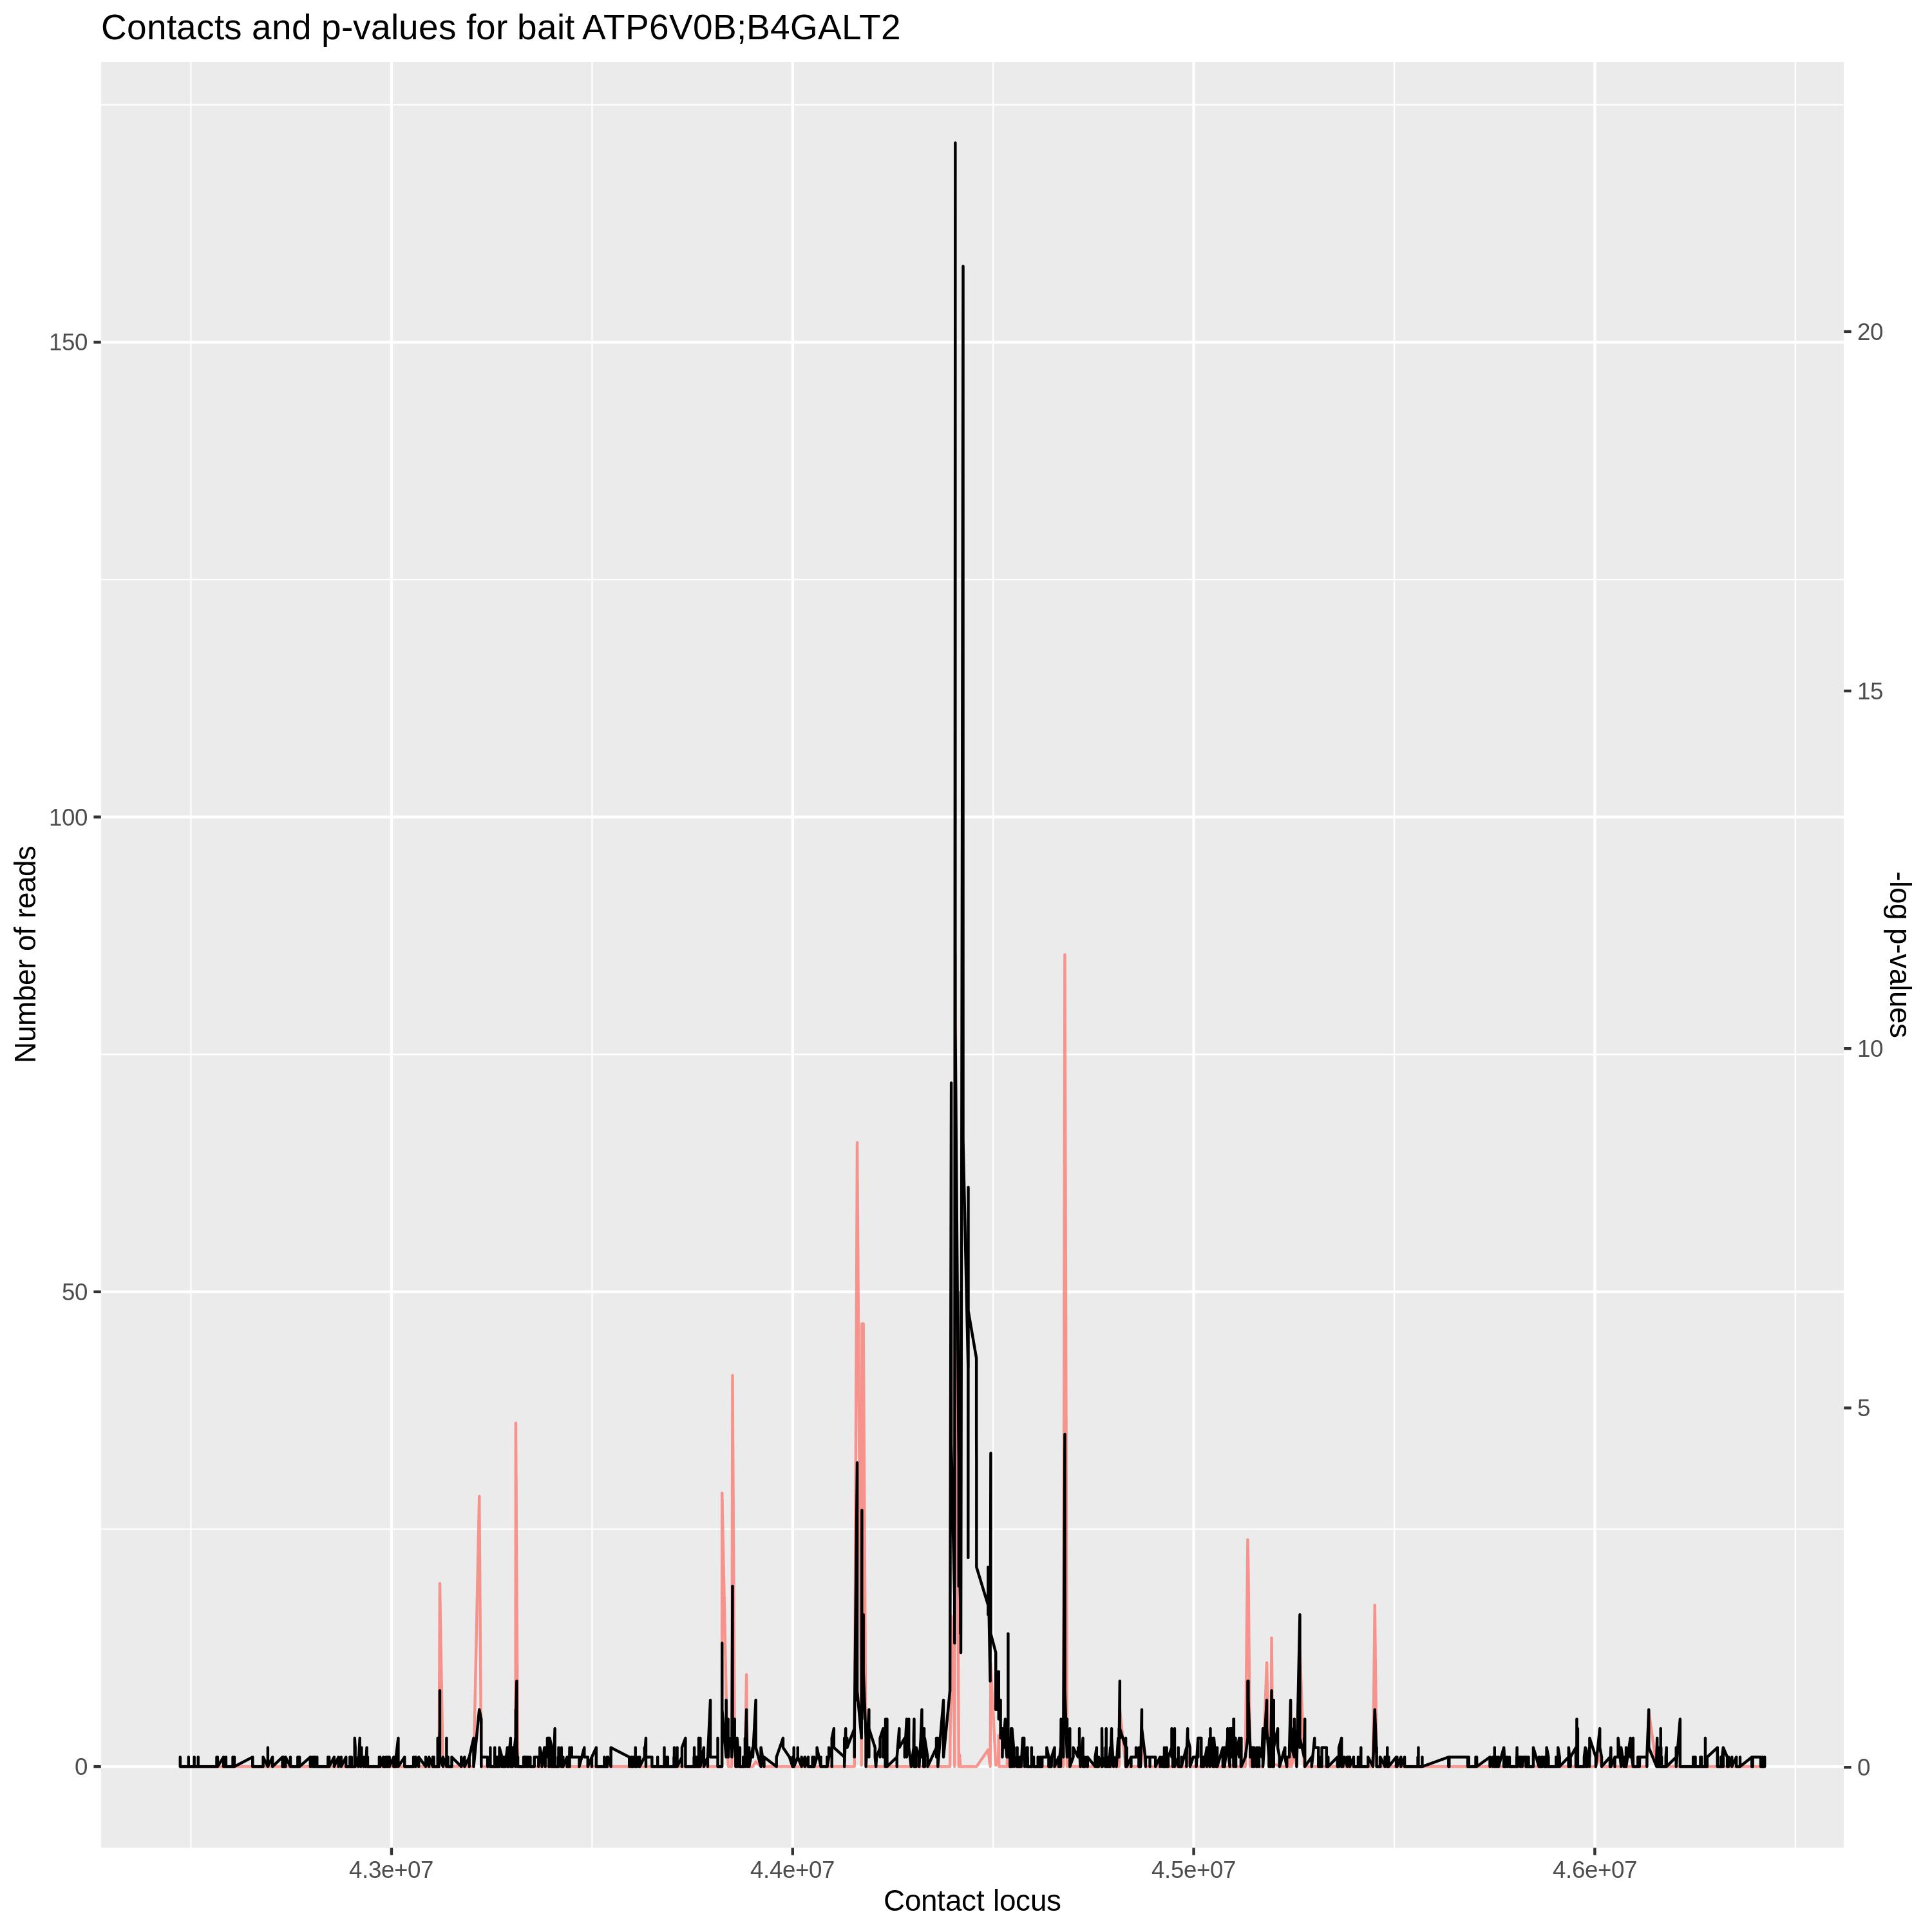 Contacts and p-values for bait ATP6V0B;B4GALT2
Number of reads
150
100
50
0
20
15
10
5
0
-log p-values
4.3e+07
4.4e+07
4.5e+07
4.6e+07
Contact locus